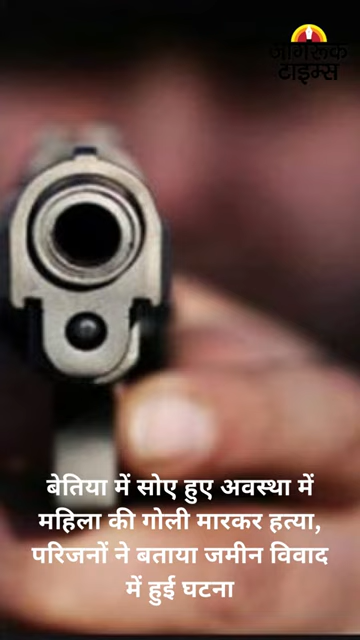 जागरूक
टाइम्स
बेतिया में सोए हुए अवस्था में
महिला की गोली मारकर हत्या,
परिजनों ने बताया जमीन विवाद
में हुई घटना